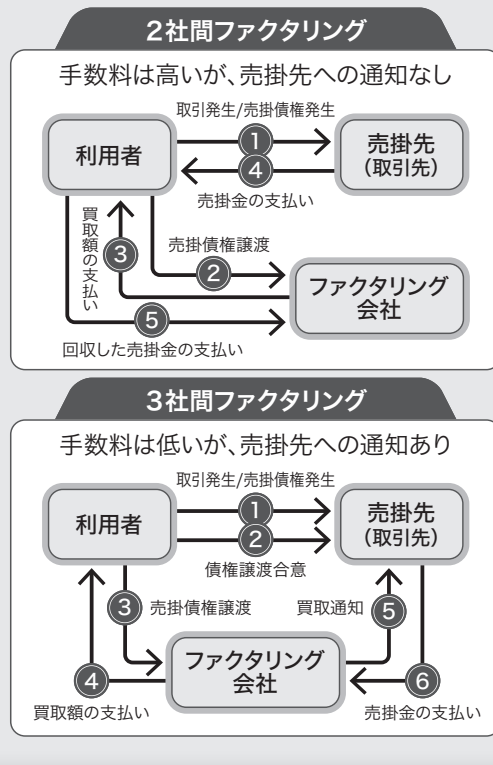 2社間ファクタリング
手数料は高いが、売掛先への通知なし
取引発生/売掛債権発生
利用者
1
売掛先
(取引先)
4
売掛金の支払い
買取額の支払い
3
売掛債権譲渡
2
ファクタリング
会社
5
回収した売掛金の支払い
3社間ファクタリング
手数料は低いが、売掛先への通知あり
取引発生/売掛債権発生
利用者
1
売掛先
(取引先)
2
債権譲渡合意
3
売掛債権譲渡
買取通知
5
ファクタリング
会社
4
6
買取額の支払い
売掛金の支払い